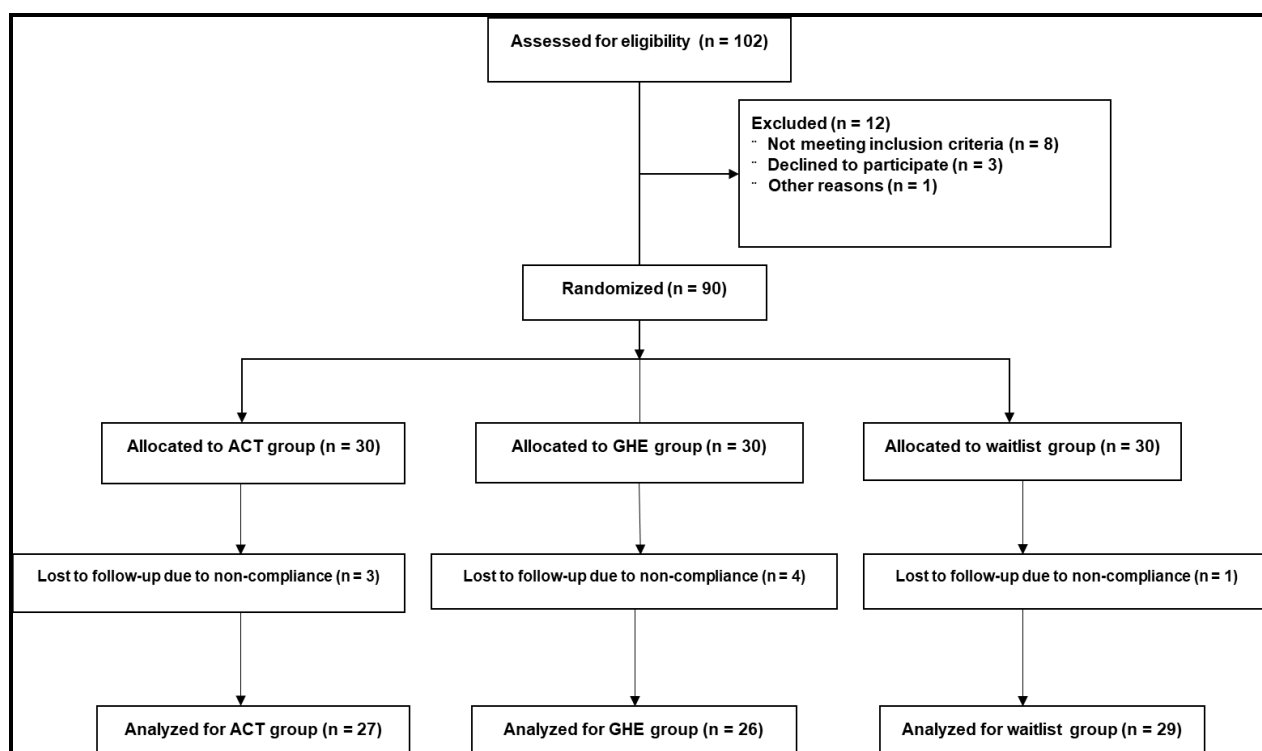 Assessed for eligibility (n = 102)
Excluded (n = 12)
¨ Not meeting inclusion criteria (n = 8)
¨ Declined to participate (n = 3)
¨ Other reasons (n = 1)
Randomized (n = 90)
Allocated to ACT group (n = 30)
Allocated to GHE group (n = 30)
Allocated to waitlist group (n = 30)
Lost to follow-up due to non-compliance (n = 3)
Lost to follow-up due to non-compliance (n = 4)
Lost to follow-up due to non-compliance (n = 1)
Analyzed for ACT group (n = 27)
Analyzed for GHE group (n = 26)
Analyzed for waitlist group (n = 29)